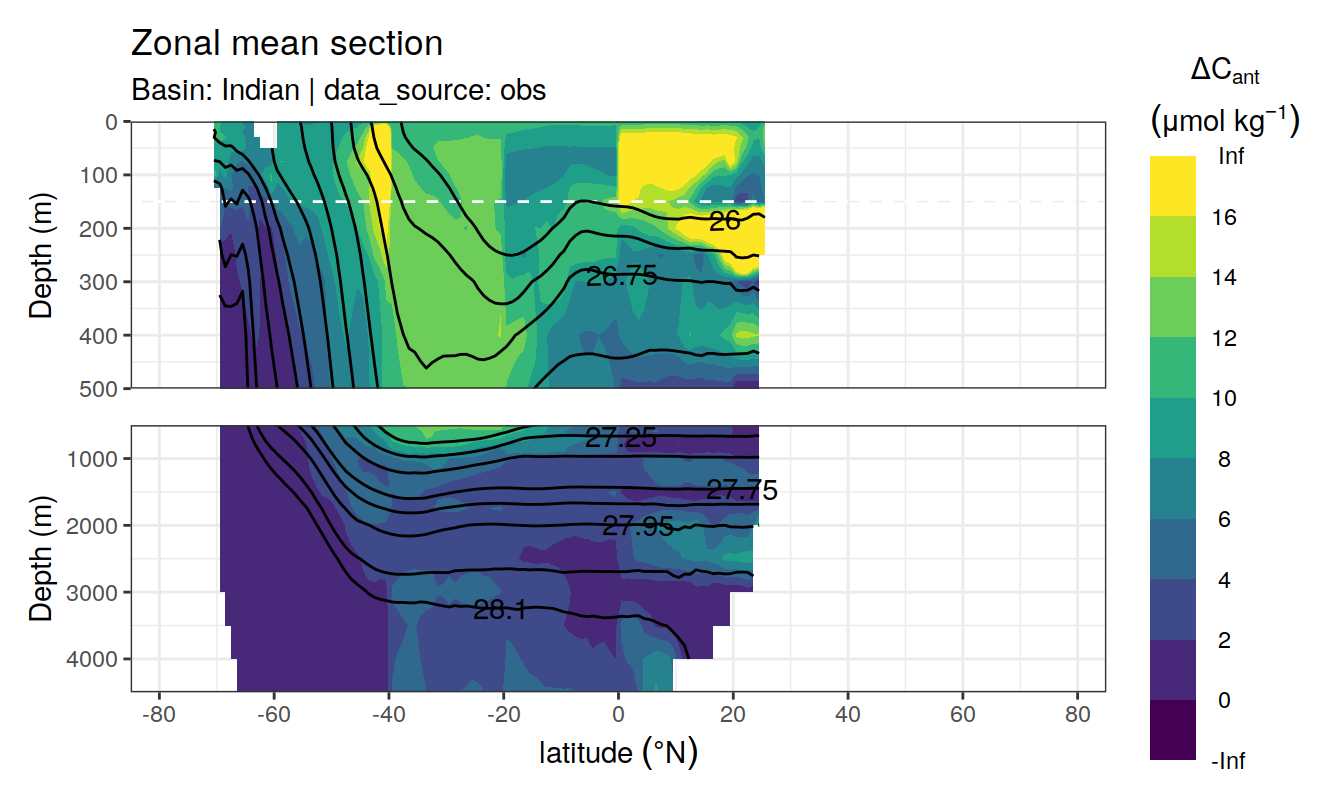 Zonal mean section
Basin: Indian | data_source: obs
ΔCant
(μmol kg⁻¹)
Inf
16
14
12
10
8
6
4
2
0
-Inf
Depth (m)
0
100
200
300
400
500
26
26.75
Depth (m)
1000
2000
3000
4000
27.25
27.75
27.95
28.1
-80 -60 -40 -20 0 20 40 60 80
latitude (°N)